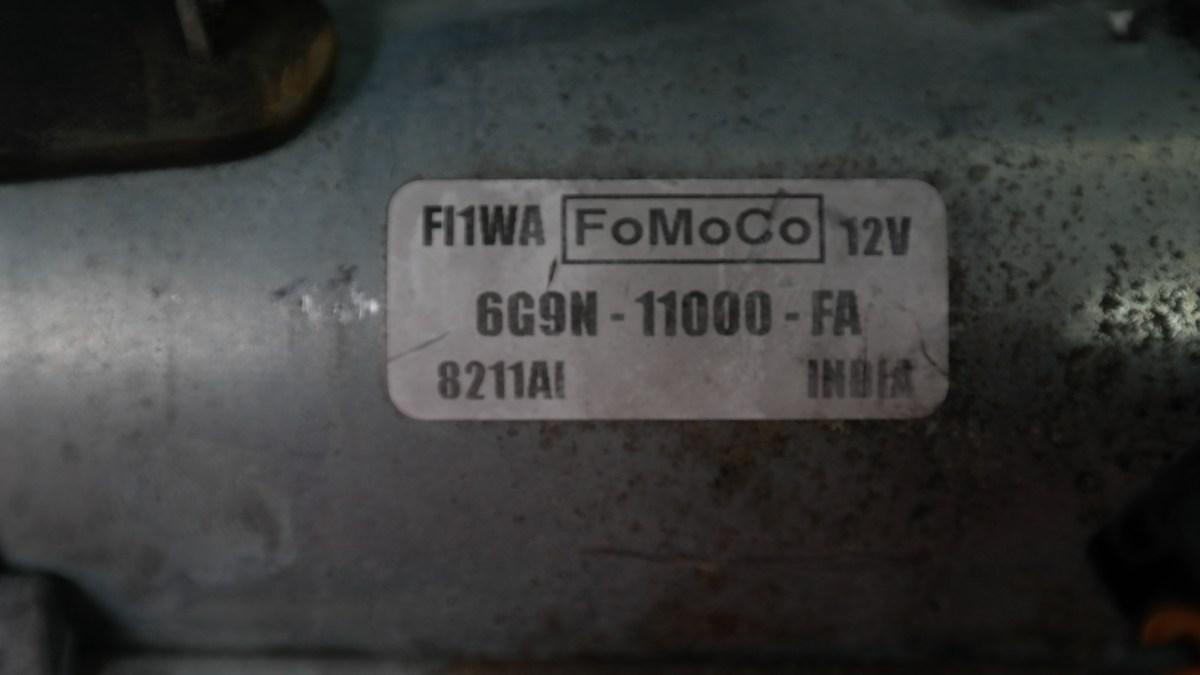 FI1WA FoMoCo 12V
6G9N - 11000 - FA
8211AI INDIA